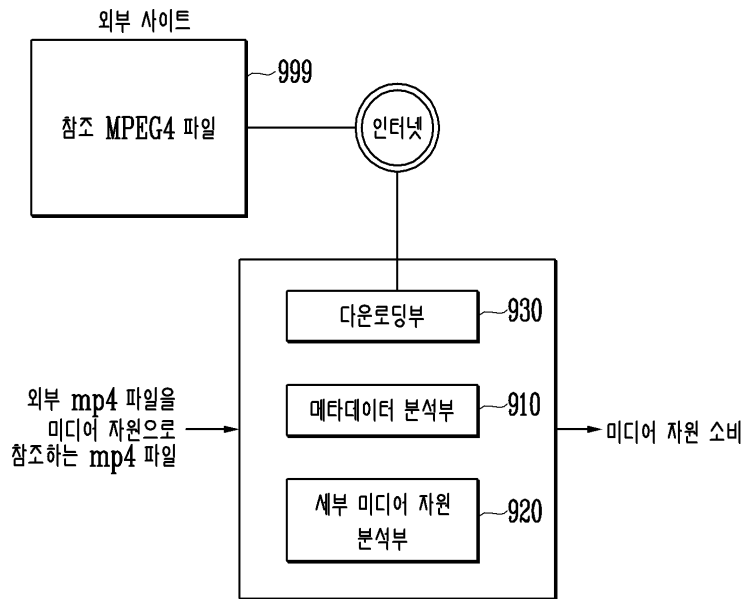 외부 사이트
999
참조 MPEG4 파일
인터넷
다운로딩부
930
외부 mp4 파일을
미디어 자원으로
참조하는 mp4 파일
메타데이터 분석부
910
미디어 자원 소비
세부 미디어 자원
분석부
920